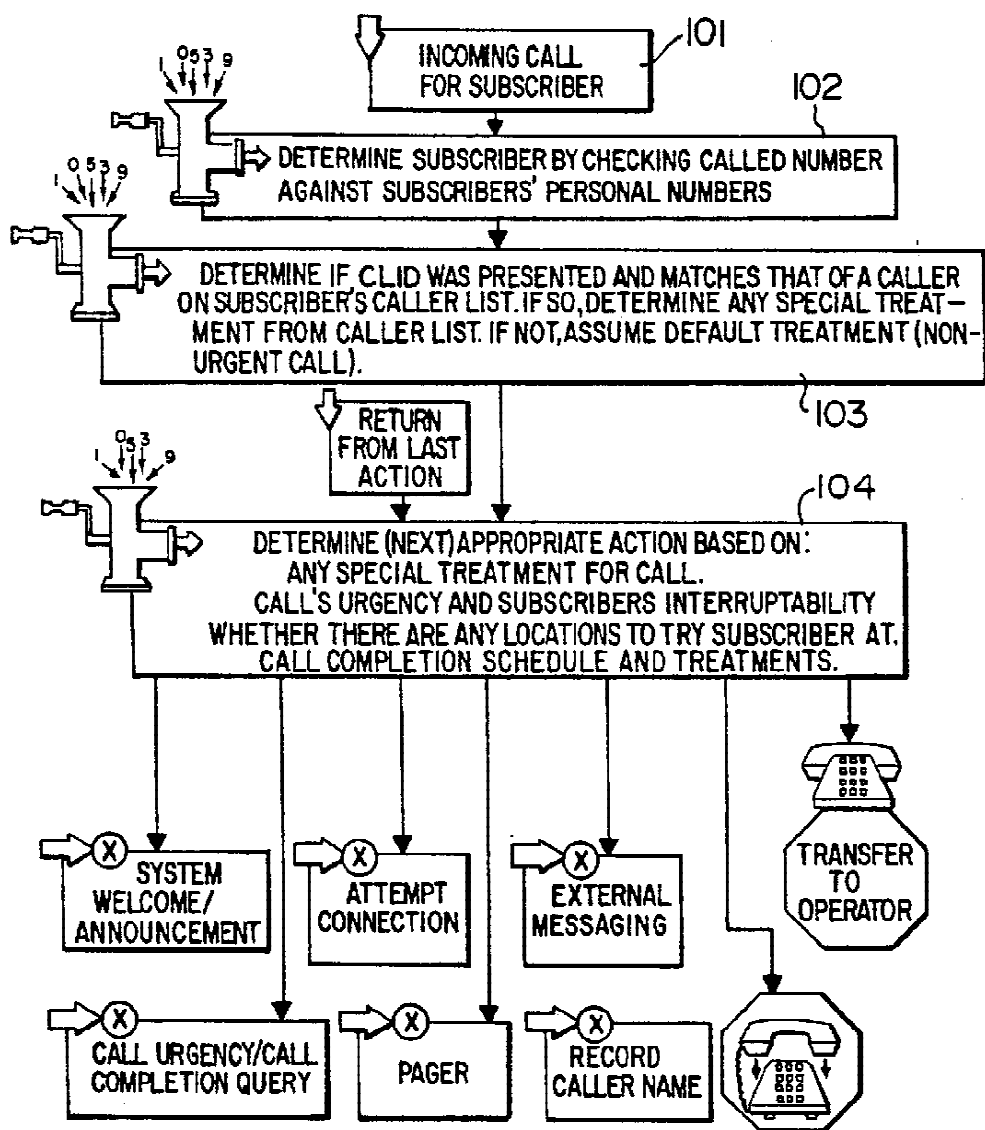 101
INCOMING CALL
FOR SUBSCRIBER
1 0 5 3 9
102
DETERMINE SUBSCRIBER BY CHECKING CALLED NUMBER
AGAINST SUBSCRIBERS' PERSONAL NUMBERS
1 0 5 3 9
DETERMINE IF CLID WAS PRESENTED AND MATCHES THAT OF A CALLER
ON SUBSCRIBER'S CALLER LIST. IF SO, DETERMINE ANY SPECIAL TREAT-
MENT FROM CALLER LIST. IF NOT, ASSUME DEFAULT TREATMENT (NON-
URGENT CALL).
103
RETURN
FROM LAST
ACTION
1 0 5 3 9
104
DETERMINE (NEXT) APPROPRIATE ACTION BASED ON:
ANY SPECIAL TREATMENT FOR CALL.
CALL'S URGENCY AND SUBSCRIBERS INTERRUPTABILITY
WHETHER THERE ARE ANY LOCATIONS TO TRY SUBSCRIBER AT.
CALL COMPLETION SCHEDULE AND TREATMENTS.
X
SYSTEM
WELCOME/
ANNOUNCEMENT
X
ATTEMPT
CONNECTION
X
EXTERNAL
MESSAGING
TRANSFER
TO
OPERATOR
X
CALL URGENCY/CALL
COMPLETION QUERY
X
PAGER
X
RECORD
CALLER NAME